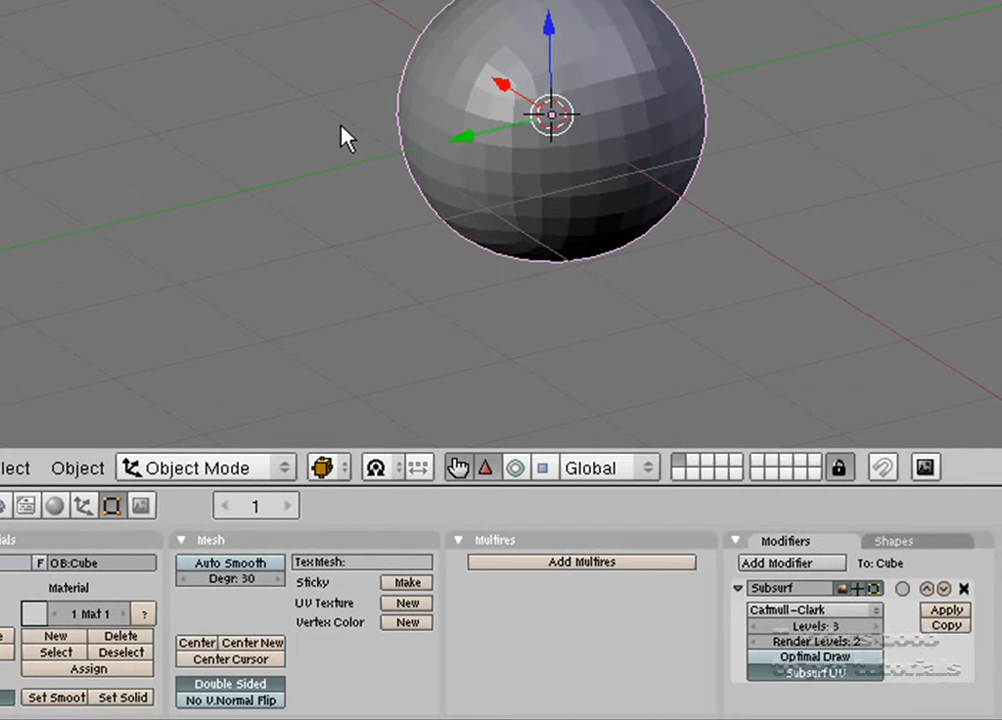 lect Object Object Mode Global
1
ials Mesh Multires Modifiers Shapes
F OB:Cube Auto Smooth TexMesh: Add Multires Add Modifier To: Cube
Degr: 30
Material Sticky Make Subsurf
1 Mat 1 ? UV Texture New Catmull-Clark Apply
Vertex Color New Levels: 3 Copy
New Delete Center Center New Render Levels: 2
Select Deselect Center Cursor Optimal Draw
Assign Subsurf UV
tutorials
Double Sided
Set Smoot Set Solid No V.Normal Flip